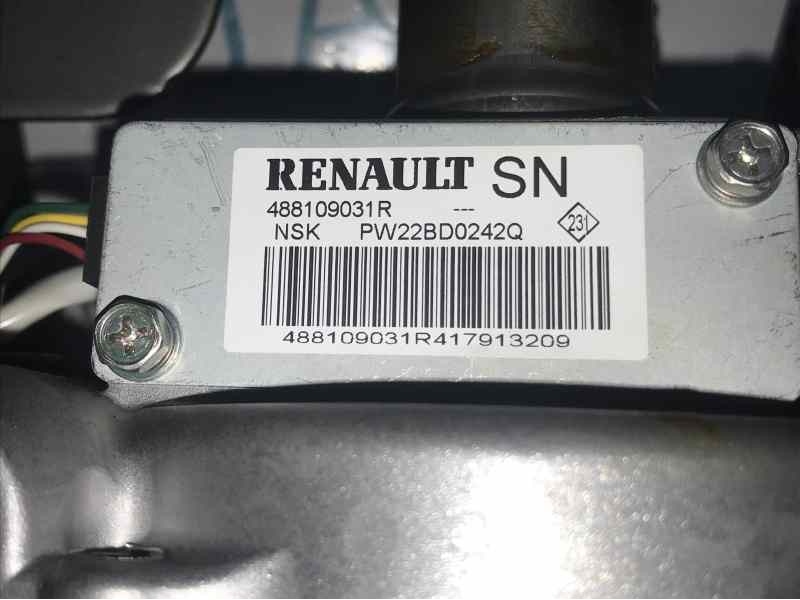 RENAULT SN
488109031R ---
NSK PW22BD0242Q 231
488109031R417913209